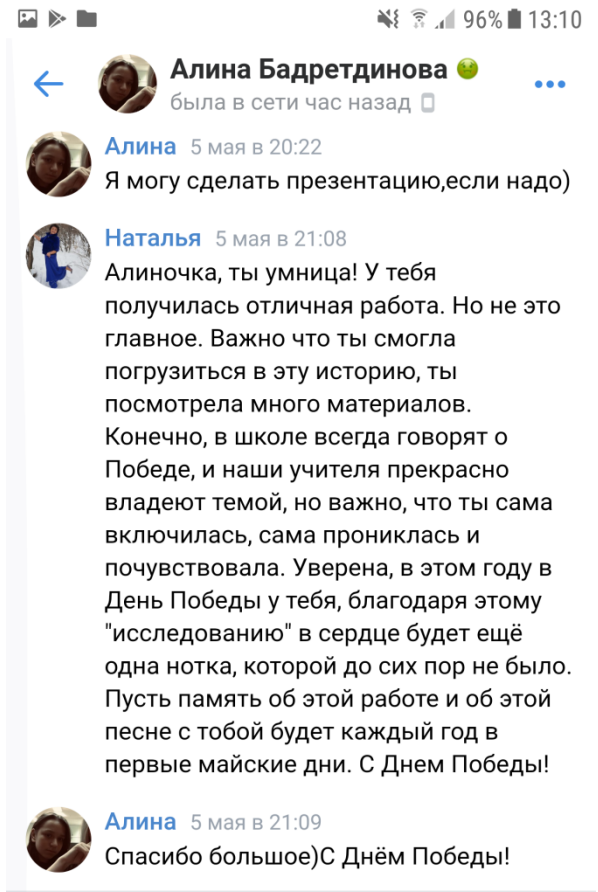 96% 13:10
Алина Бадретдинова
была в сети час назад
Алина 5 мая в 20:22
Я могу сделать презентацию,если надо)
Наталья 5 мая в 21:08
Алиночка, ты умница! У тебя
получилась отличная работа. Но не это
главное. Важно что ты смогла
погрузиться в эту историю, ты
посмотрела много материалов.
Конечно, в школе всегда говорят о
Победе, и наши учителя прекрасно
владеют темой, но важно, что ты сама
включилась, сама прониклась и
почувствовала. Уверена, в этом году в
День Победы у тебя, благодаря этому
"исследованию" в сердце будет ещё
одна нотка, которой до сих пор не было.
Пусть память об этой работе и об этой
песне с тобой будет каждый год в
первые майские дни. С Днем Победы!
Алина 5 мая в 21:09
Спасибо большое)С Днём Победы!